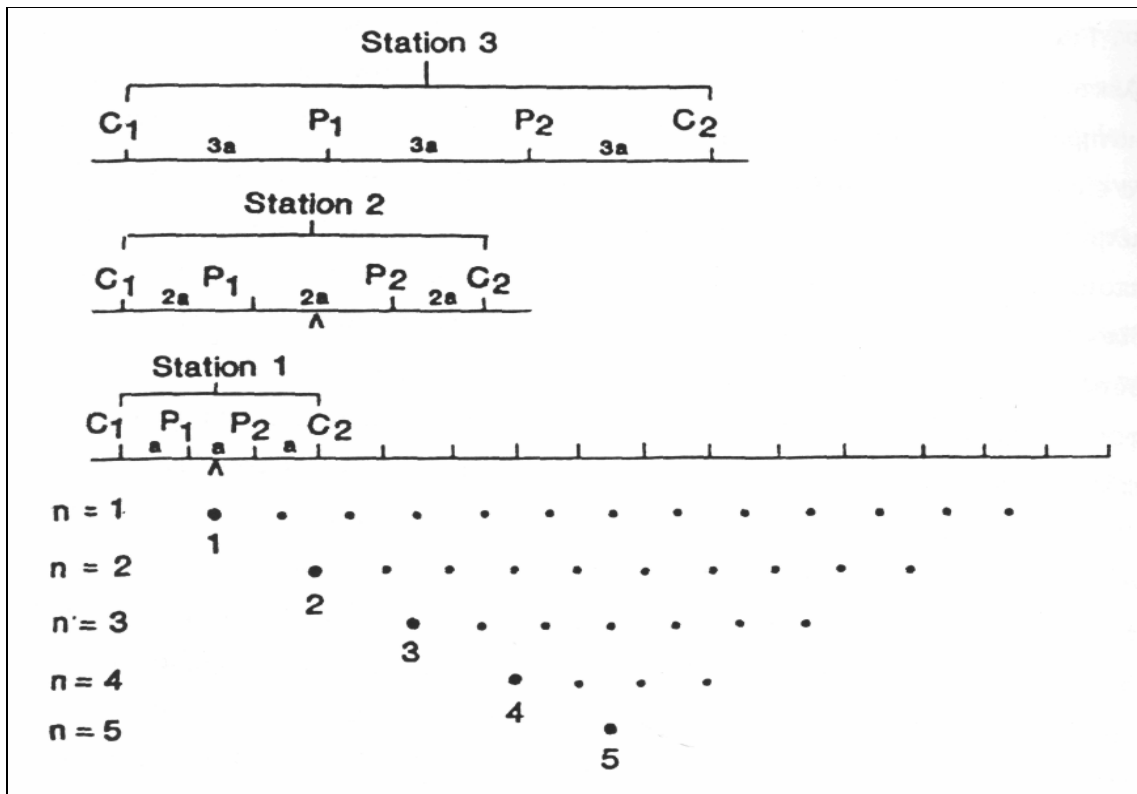 Station 3
C1 P1 P2 C2
3a 3a 3a
Station 2
C1 P1 P2 C2
2a 2a 2a
Station 1
C1 P1 P2 C2
a a a
n = 1
1
n = 2
2
n = 3
3
n = 4
4
n = 5
5